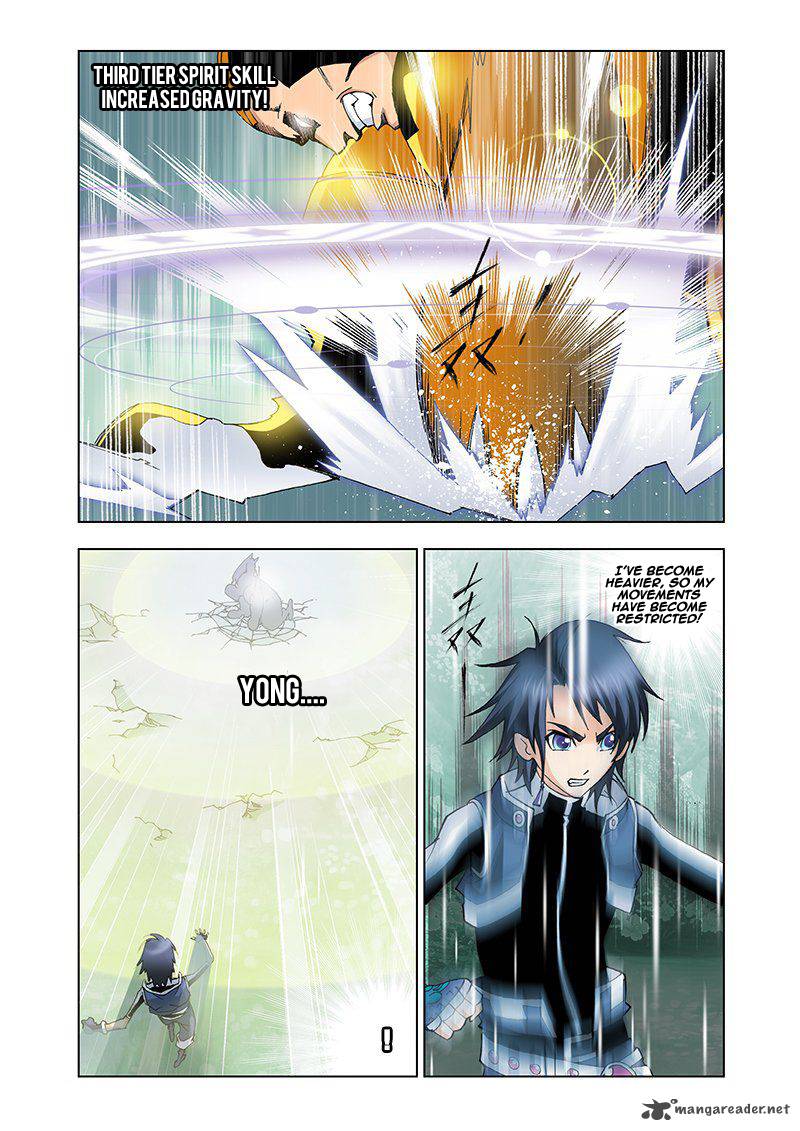 THIRD TIER SPIRIT SKILL
INCREASED GRAVITY!
YONG....
!
I'VE BECOME
HEAVIER, SO MY
MOVEMENTS
HAVE BECOME
RESTRICTED!
mangareader.net